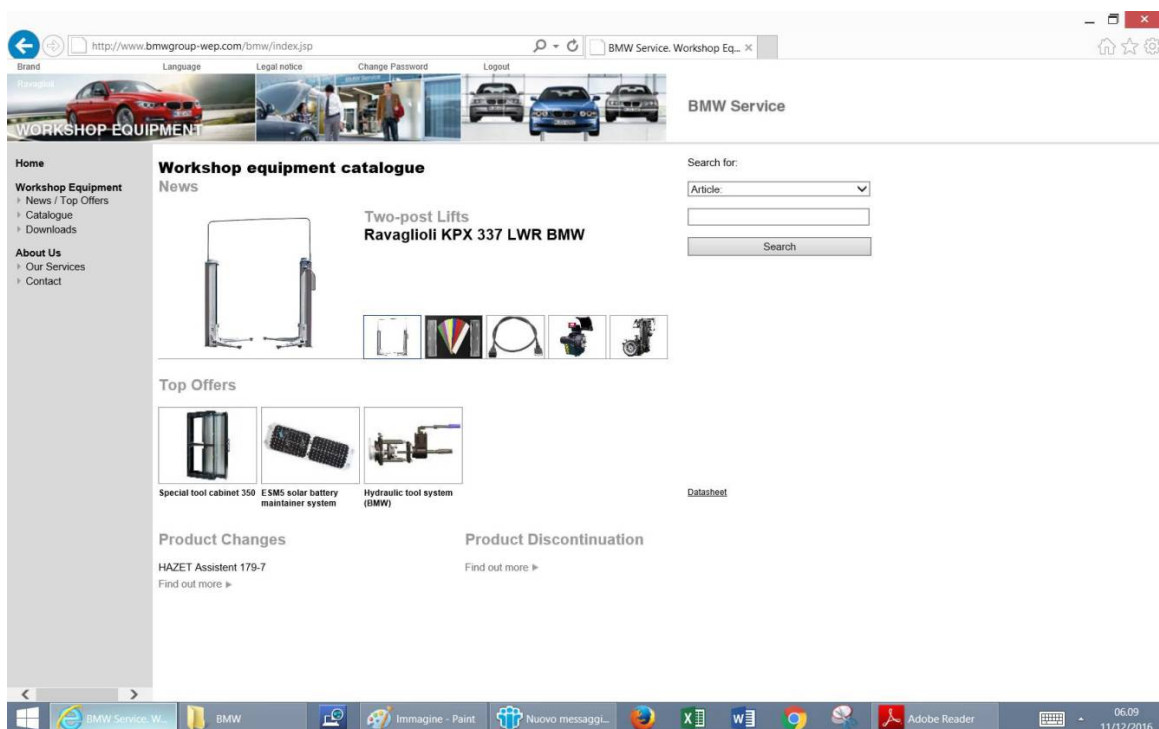 http://www.bmwgroup-wep.com/bmw/index.jsp
BMW Service. Workshop Eq...
Brand
Language
Legal notice
Change Password
Logout
Ravaglioli
WORKSHOP EQUIPMENT
BMW Service
Home
Workshop Equipment
News / Top Offers
Catalogue
Downloads
About Us
Our Services
Contact
Workshop equipment catalogue
News
Two-post Lifts
Ravaglioli KPX 337 LWR BMW
Search for:
Article:
Search
Top Offers
Special tool cabinet 350
ESM5 solar battery
maintainer system
Hydraulic tool system
(BMW)
Datasheet
Product Changes
HAZET Assistent 179-7
Find out more
Product Discontinuation
Find out more
BMW Service. W...
BMW
Immagine - Paint
Nuovo messaggi...
Adobe Reader
06.09
11/12/2016